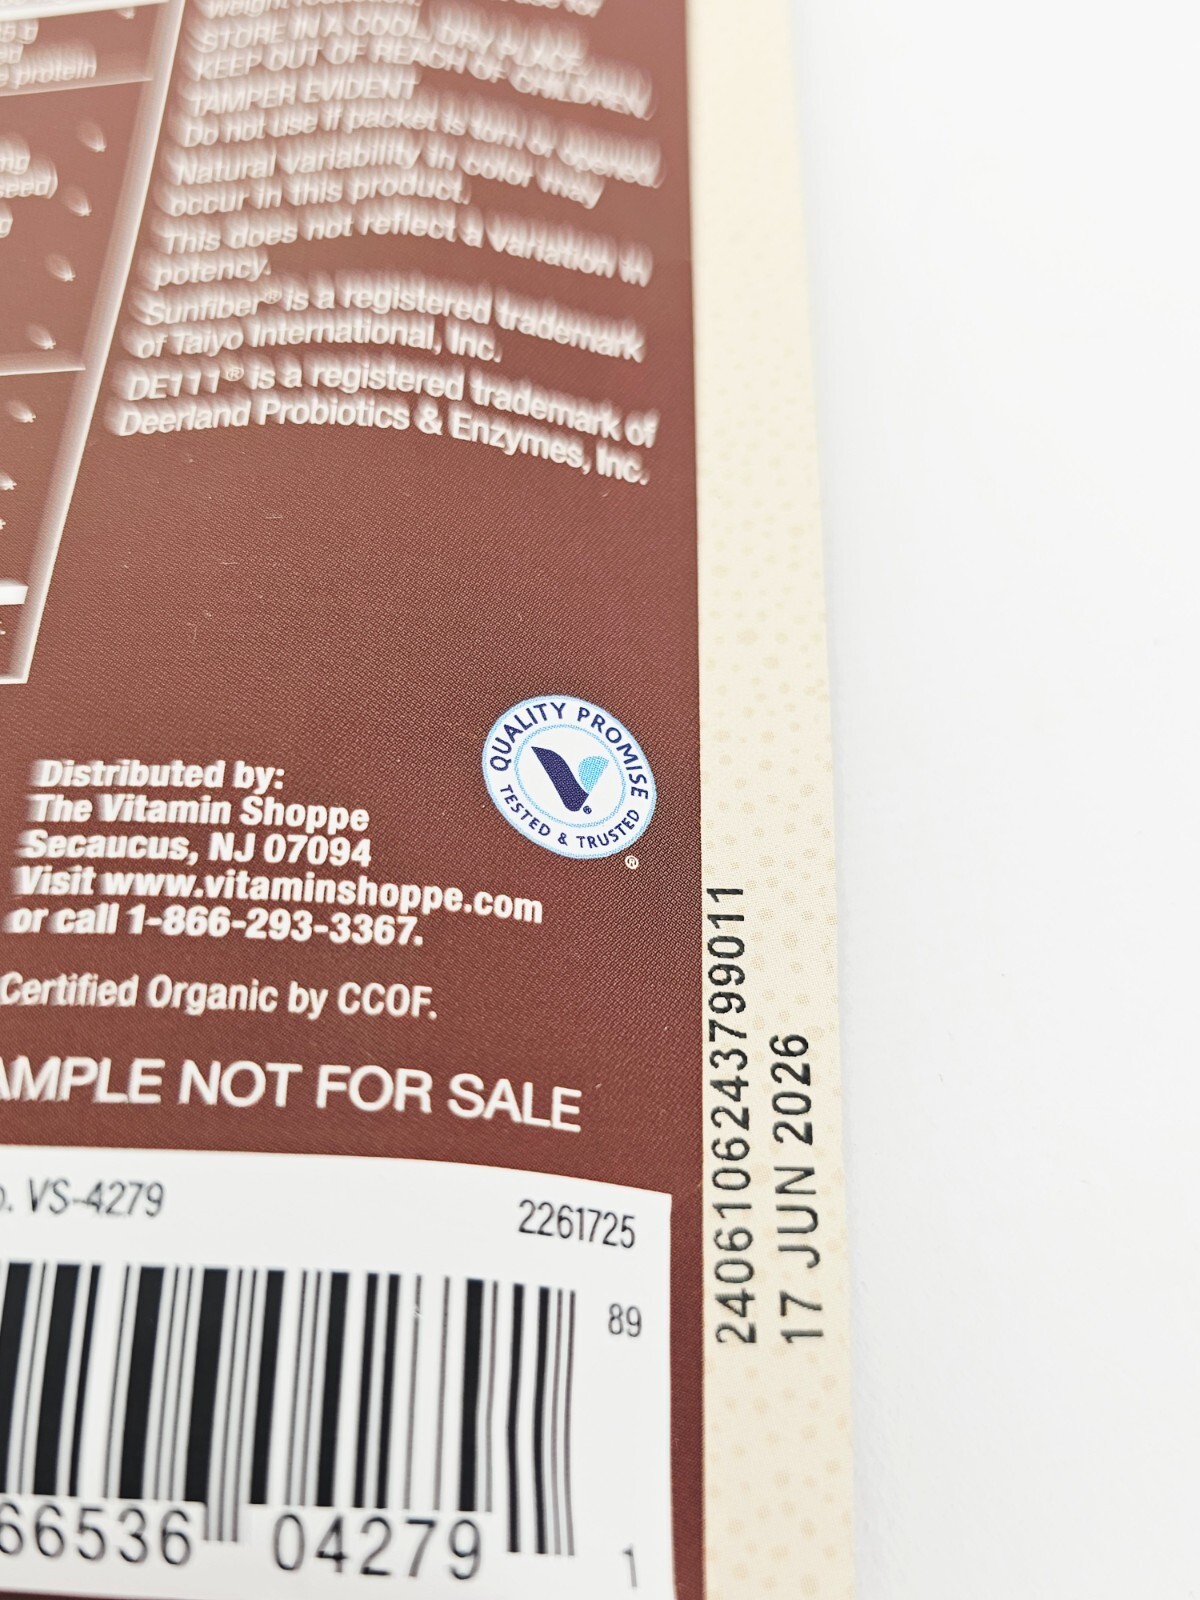 weight reduction.
STORE IN A COOL, DRY PLACE.
KEEP OUT OF REACH OF CHILDREN.
TAMPER EVIDENT
Do not use if packet is torn or opened.
Natural variability in color may
occur in this product.
This does not reflect a variation in
potency.
Sunfiber® is a registered trademark
of Taiyo International, Inc.
DE111® is a registered trademark of
Deerland Probiotics & Enzymes, Inc.
protein
mg
seed)
QUALITY PROMISE
TESTED & TRUSTED
®
Distributed by:
The Vitamin Shoppe
Secaucus, NJ 07094
Visit www.vitaminshoppe.com
or call 1-866-293-3367.
Certified Organic by CCOF.
AMPLE NOT FOR SALE
o. VS-4279
2261725
89
66536 04279 1
2406106243799011
17 JUN 2026